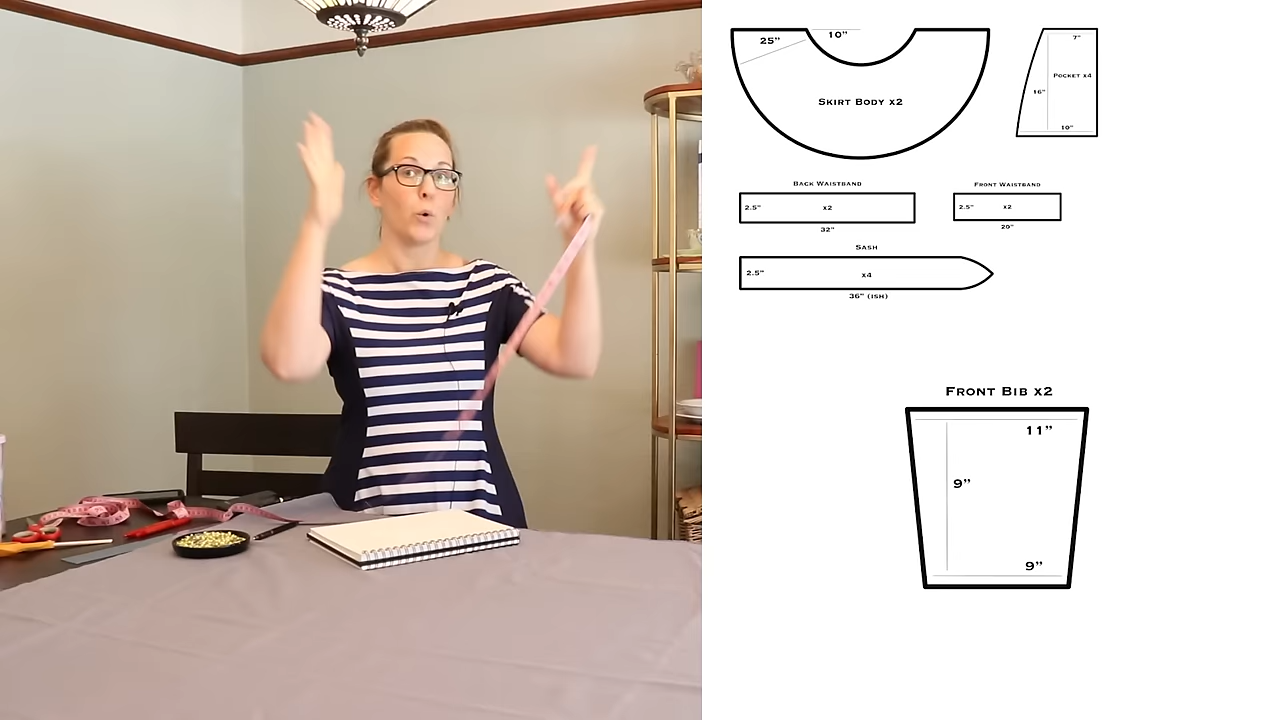 25" 10"
7"
Skirt Body x2
Pocket x4
16"
10"
Back Waistband
2.5" x2
32"
Front Waistband
2.5" x2
20"
Sash
2.5" x4
36" (ish)
Front Bib x2
11"
9"
9"